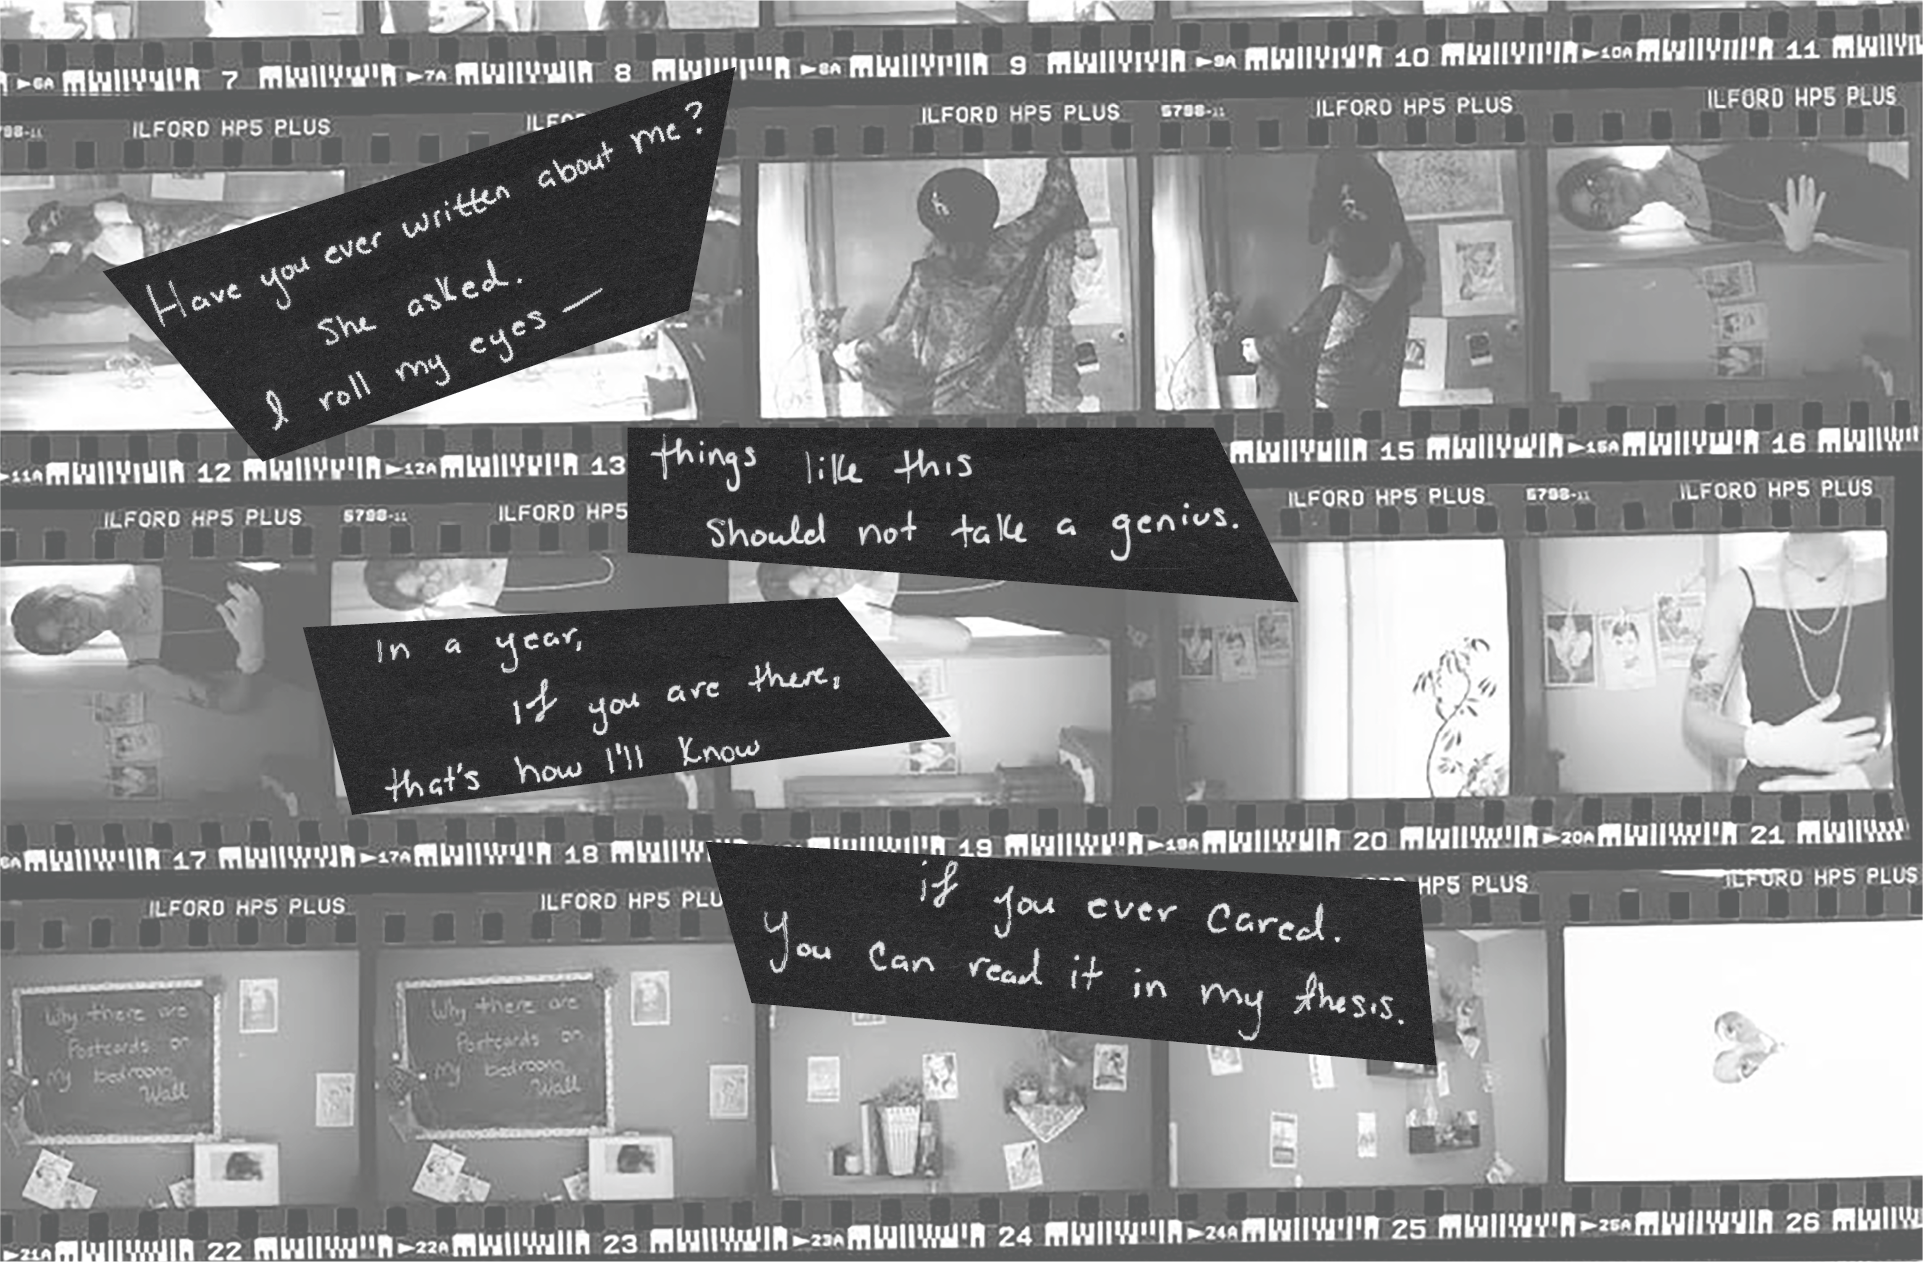 6A 7 7A 8 8A 9 9A 10 10A 11
5798-11 ILFORD HP5 PLUS ILFO ILFORD HP5 PLUS 5798-11 ILFORD HP5 PLUS ILFORD HP5 PLUS
Have you ever written about me?
She asked.
I roll my eyes —
11A 12 12A 13 15 15A 16
things like this
should not take a genius.
ILFORD HP5 PLUS 5798-11 ILFORD HP5 ILFORD HP5 PLUS 5798-11 ILFORD HP5 PLUS
In a year,
If you are there,
that's how I'll know
6A 17 17A 18 19 19A 20 20A 21
if you ever cared.
You can read it in my thesis.
ILFORD HP5 PLUS ILFORD HP5 PLU HP5 PLUS ILFORD HP5 PLUS
Why there are
Postcards on
my bedroom
Wall
Why there are
Postcards on
my bedroom
Wall
21A 22 22A 23 23A 24 24A 25 25A 26